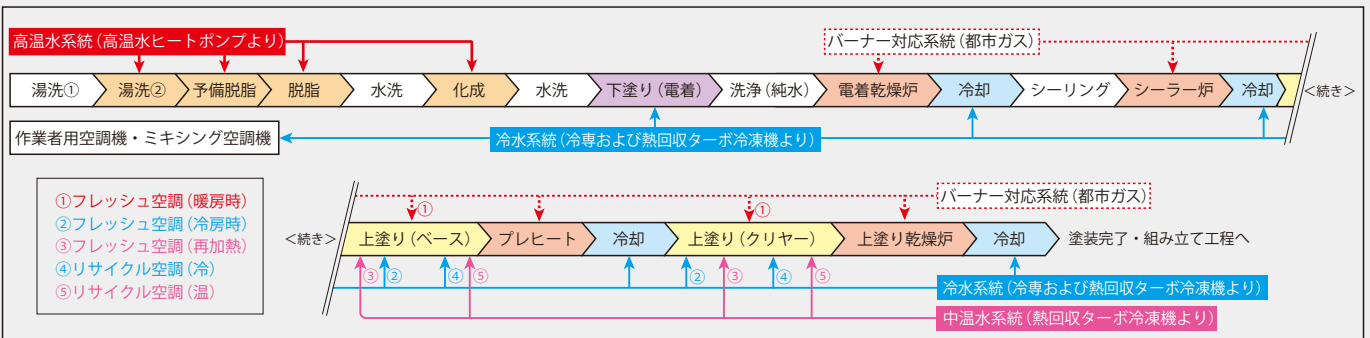 高温水系統(高温水ヒートポンプより)
バーナー対応系統(都市ガス)
湯洗①
湯洗②
予備脱脂
脱脂
水洗
化成
水洗
下塗り(電着)
洗浄(純水)
電着乾燥炉
冷却
シーリング
シーラー炉
冷却
<続き>
作業者用空調機・ミキシング空調機
冷水系統(冷専および熱回収ターボ冷凍機より)
①フレッシュ空調(暖房時)
②フレッシュ空調(冷房時)
③フレッシュ空調(再加熱)
④リサイクル空調(冷)
⑤リサイクル空調(温)
バーナー対応系統(都市ガス)
①
①
<続き>
上塗り(ベース)
プレヒート
冷却
上塗り(クリヤー)
上塗り乾燥炉
冷却
塗装完了・組み立て工程へ
③
②
④
⑤
②
③
④
⑤
冷水系統(冷専および熱回収ターボ冷凍機より)
中温水系統(熱回収ターボ冷凍機より)